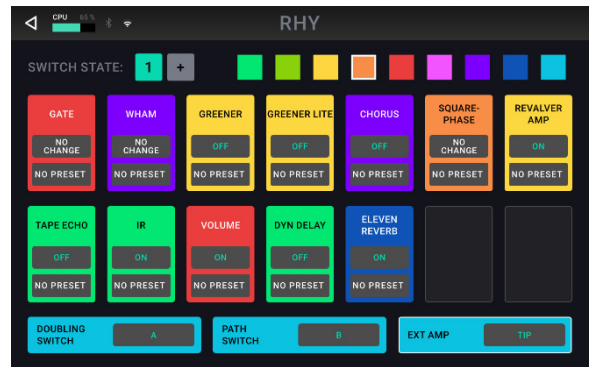 CPU 65 %
RHY
SWITCH STATE: 1 +
GATE
WHAM
GREENER
GREENER LITE
CHORUS
SQUARE-
PHASE
REVALVER
AMP
NO
CHANGE
NO
CHANGE
OFF
OFF
OFF
NO
CHANGE
ON
NO PRESET
NO PRESET
NO PRESET
NO PRESET
NO PRESET
NO PRESET
NO PRESET
TAPE ECHO
IR
VOLUME
DYN DELAY
ELEVEN
REVERB
OFF
ON
ON
OFF
ON
NO PRESET
NO PRESET
NO PRESET
NO PRESET
NO PRESET
DOUBLING
SWITCH
A
PATH
SWITCH
B
EXT AMP
TIP